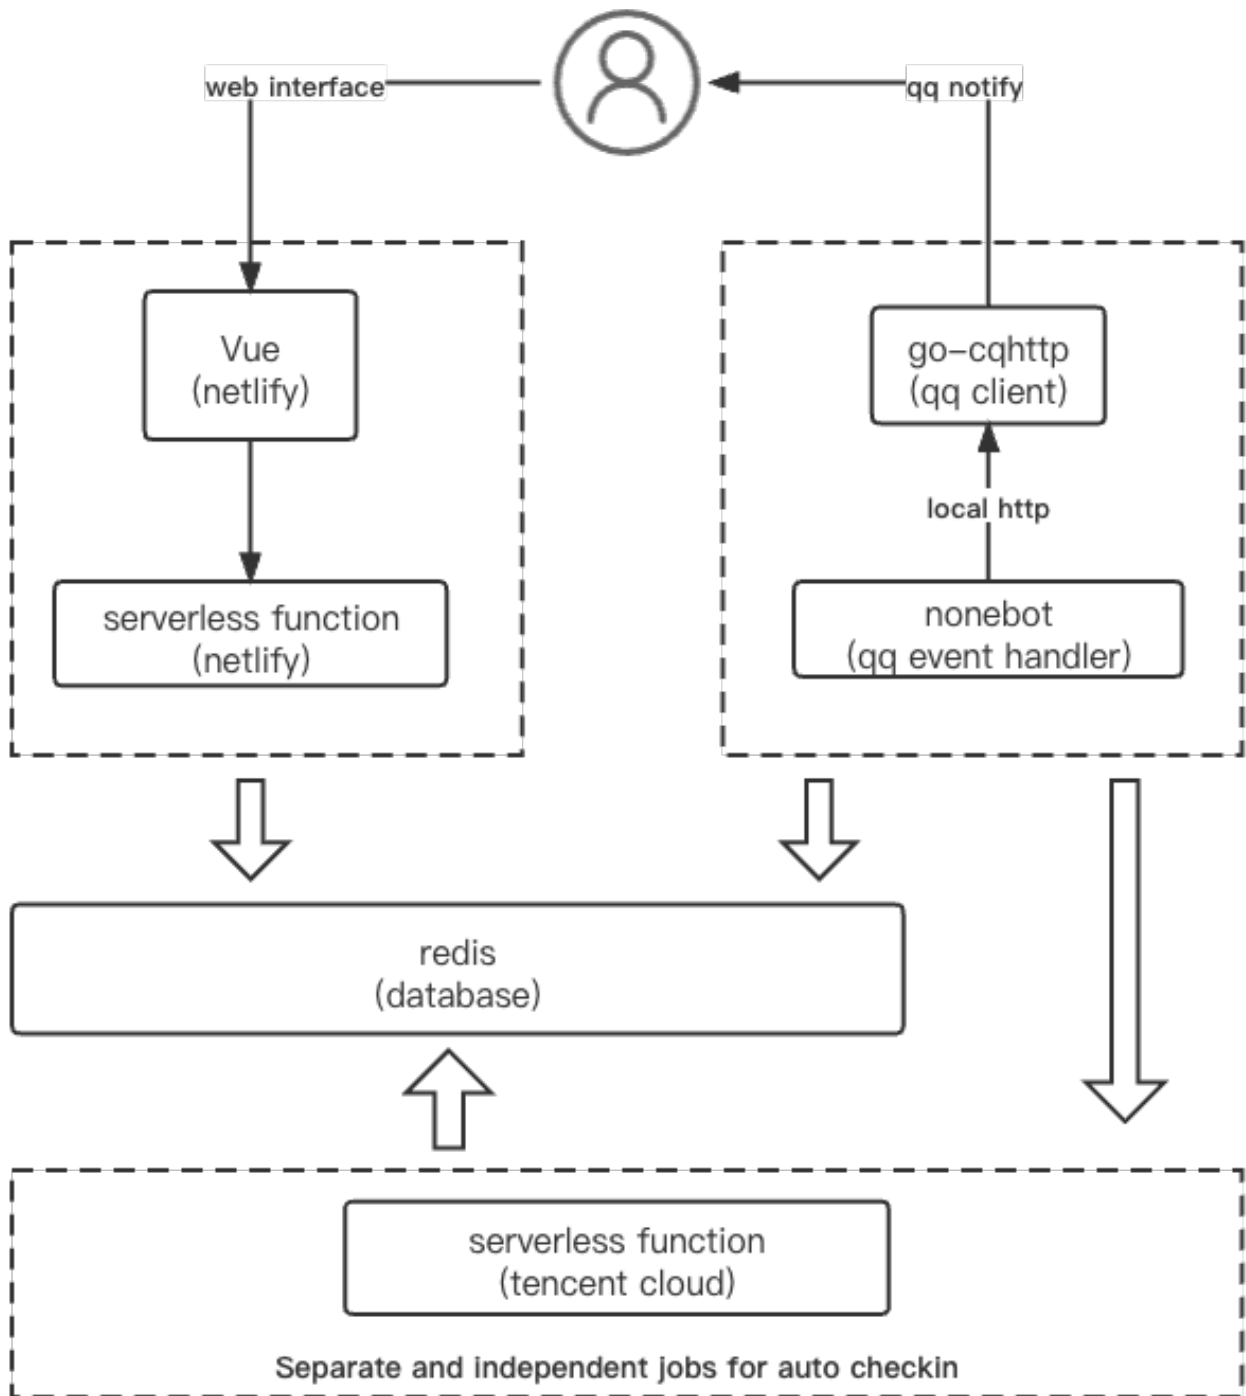 web interface
qq notify
Vue
(netlify)
go-cqhttp
(qq client)
local http
serverless function
(netlify)
nonebot
(qq event handler)
redis
(database)
serverless function
(tencent cloud)
Separate and independent jobs for auto checkin